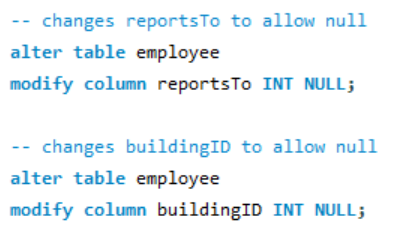 -- changes reportsTo to allow null
alter table employee
modify column reportsTo INT NULL;
-- changes buildingID to allow null
alter table employee
modify column buildingID INT NULL;